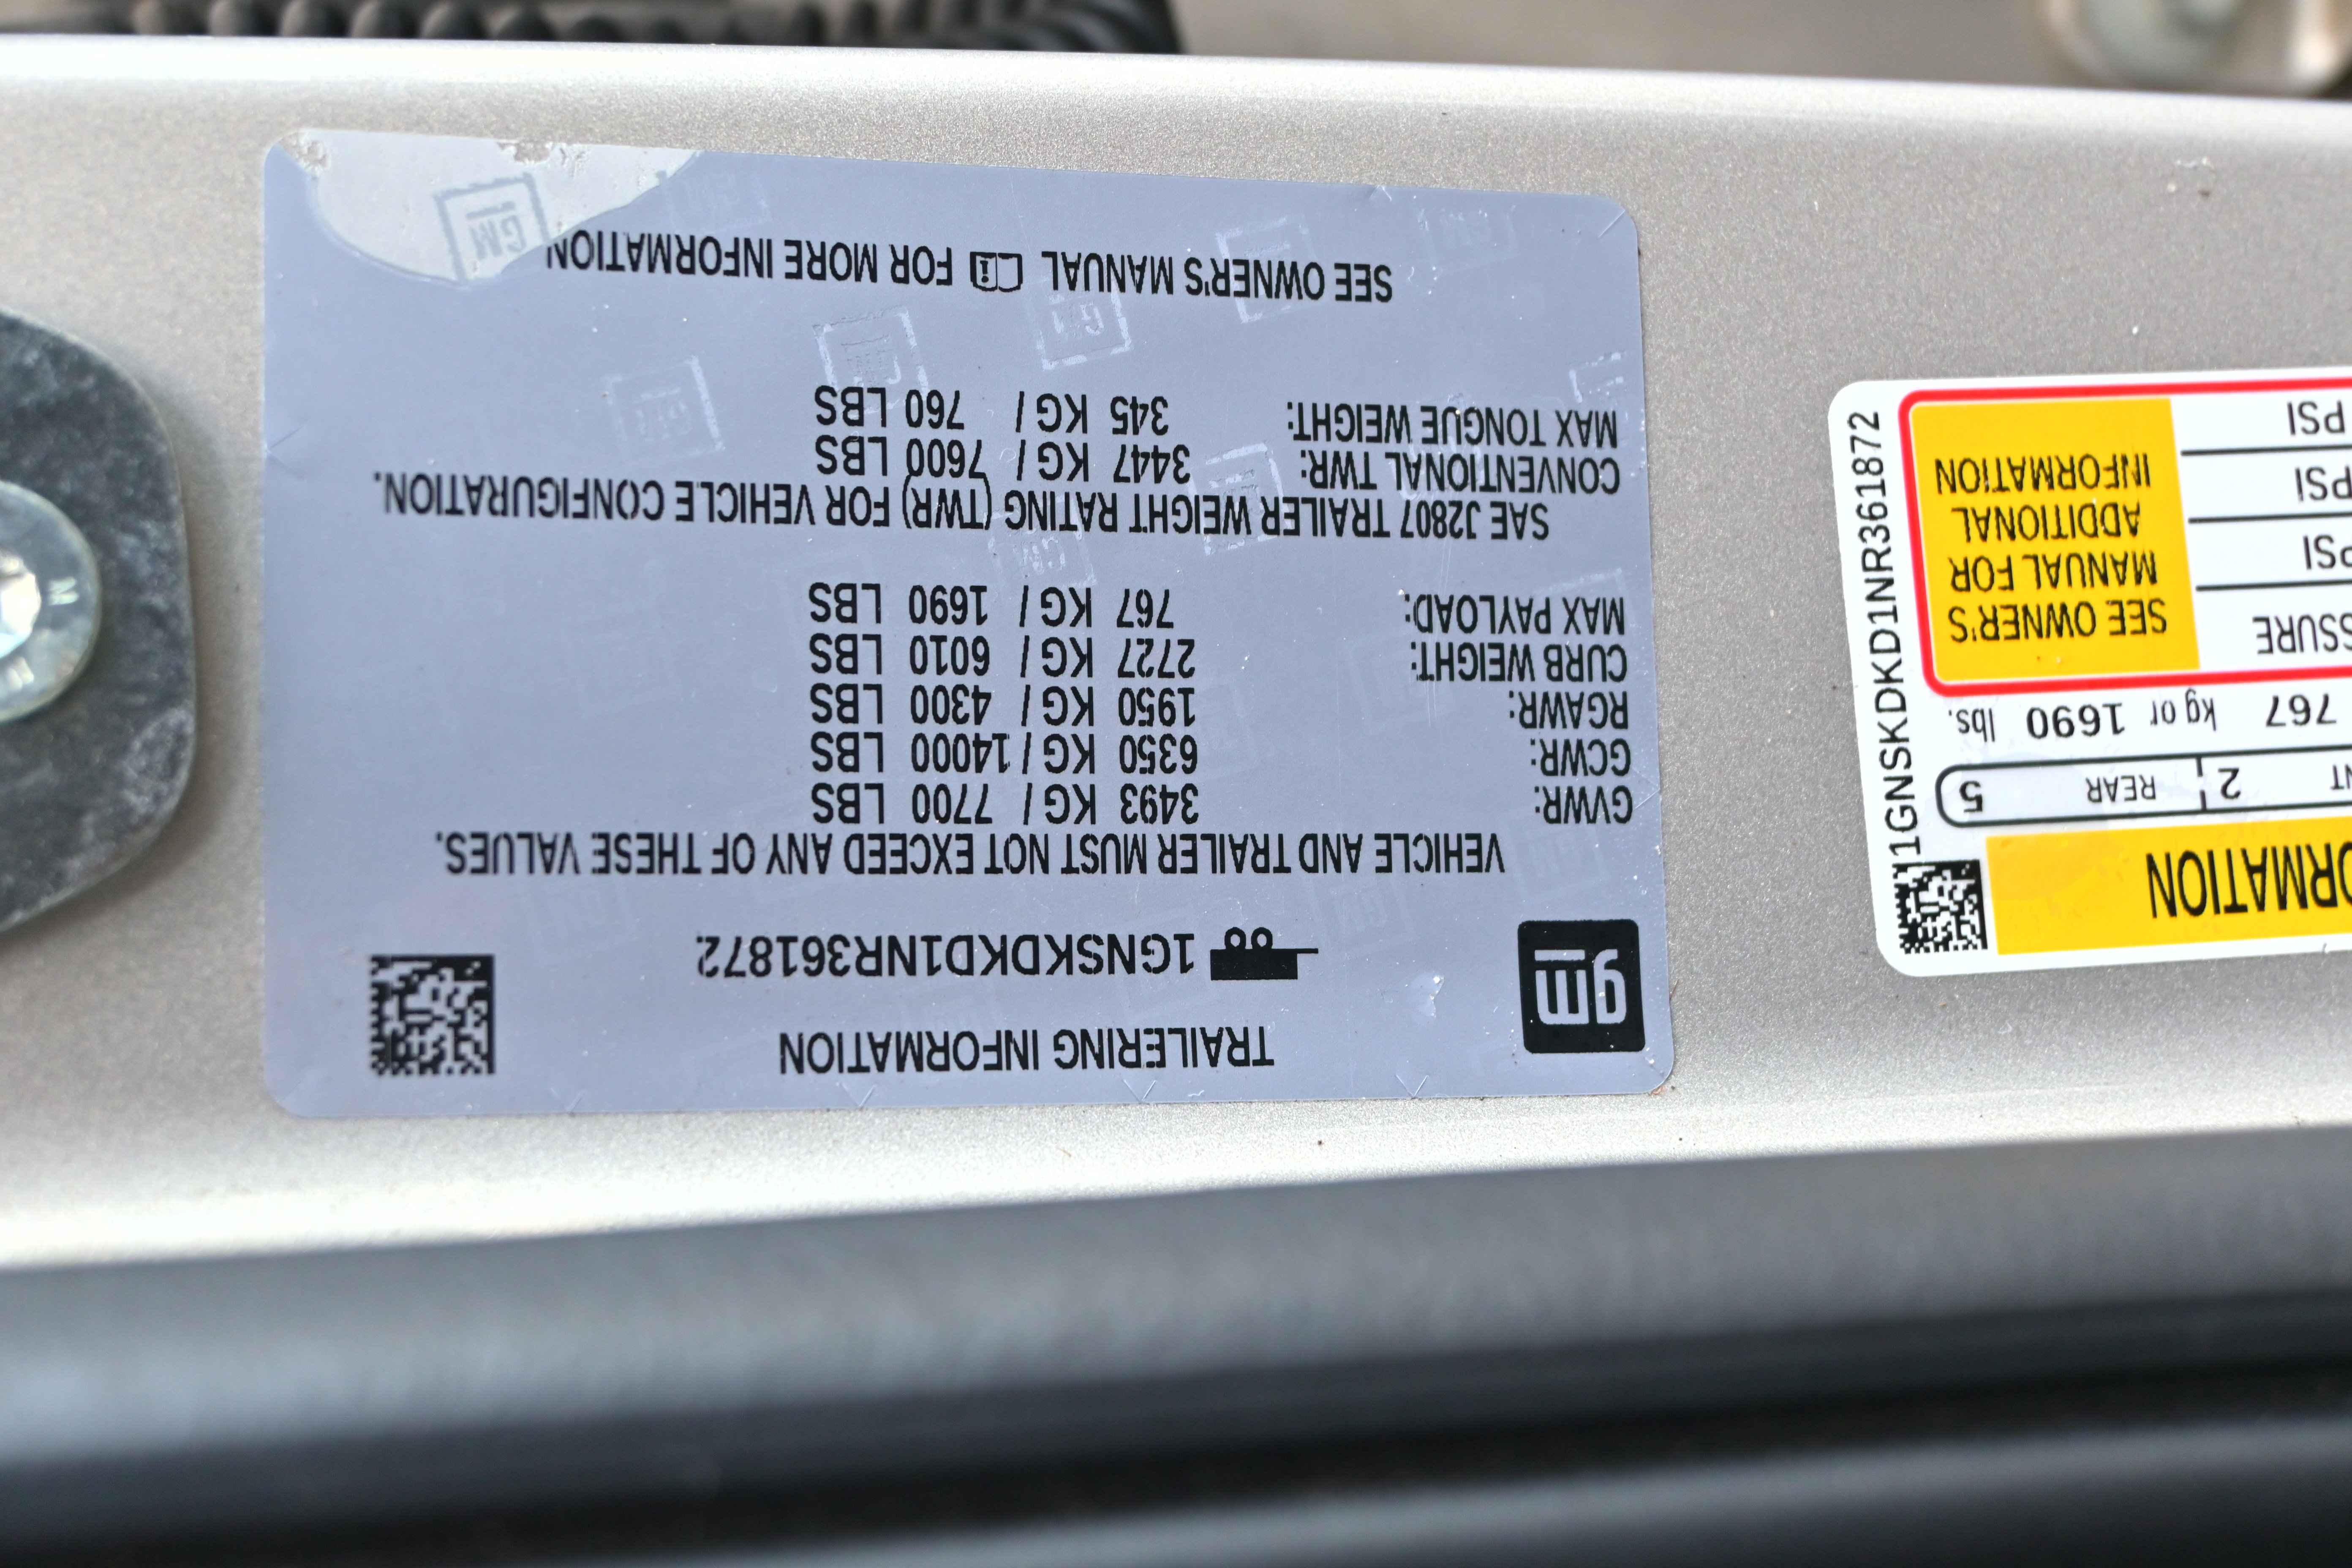 TRAILERING INFORMATION
gm
1GNSKDKD1NR361872
VEHICLE AND TRAILER MUST NOT EXCEED ANY OF THESE VALUES.
GVWR: 3493 KG / 7700 LBS
GCWR: 6350 KG / 14000 LBS
RGAWR: 1950 KG / 4300 LBS
CURB WEIGHT: 2727 KG / 6010 LBS
MAX PAYLOAD: 767 KG / 1690 LBS
SAE J2807 TRAILER WEIGHT RATING (TWR) FOR VEHICLE CONFIGURATION.
CONVENTIONAL TWR: 3447 KG / 7600 LBS
MAX TONGUE WEIGHT: 345 KG / 760 LBS
SEE OWNER'S MANUAL FOR MORE INFORMATION
GM
ORMATION
NT 2 REAR 5
767 kg or 1690 lbs.
SSURE
PSI
PSI
PSI
SEE OWNER'S
MANUAL FOR
ADDITIONAL
INFORMATION
1GNSKDKD1NR361872